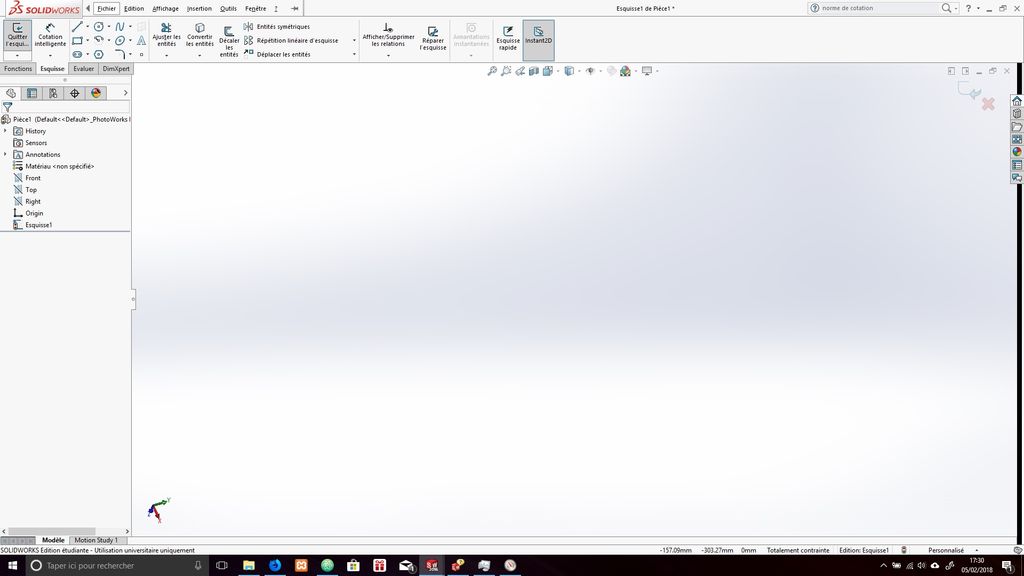 SOLIDWORKS
Fichier Edition Affichage Insertion Outils Fenêtre ?
Esquisse1 de Pièce1 *
norme de cotation
Quitter l'esqui...
Cotation intelligente
Ajuster les entités
Convertir les entités
Décaler les entités
Entités symétriques
Répétition linéaire d'esquisse
Déplacer les entités
Afficher/Supprimer les relations
Réparer l'esquisse
Annotations instantanées
Esquisse rapide
Instant2D
Fonctions Esquisse Evaluer DimXpert
Pièce1 (Default<<Default>_PhotoWorks
History
Sensors
Annotations
Matériau <non spécifié>
Front
Top
Right
Origin
Esquisse1
Y
X
Modèle Motion Study 1
SOLIDWORKS Edition étudiante - Utilisation universitaire uniquement
-157.09mm -303.27mm 0mm Totalement contrainte Edition: Esquisse1 Personnalisé
Taper ici pour rechercher
17:30
05/02/2018